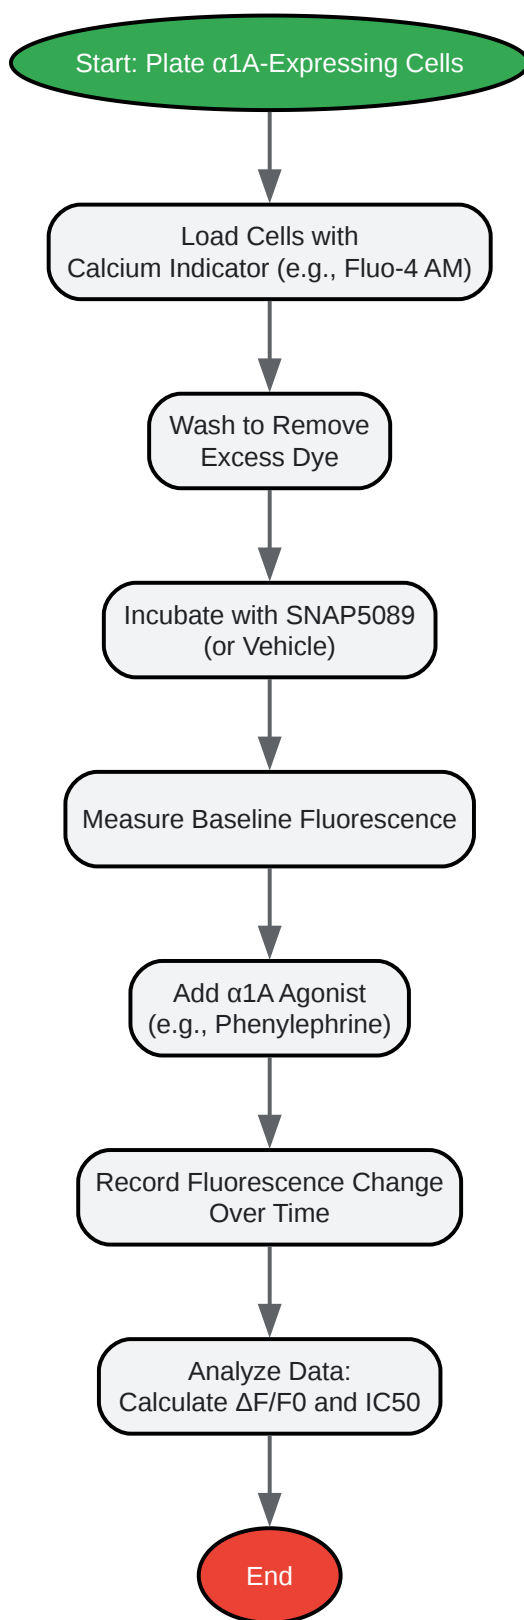 Start: Plate α1A-Expressing Cells
Load Cells with
Calcium Indicator (e.g., Fluo-4 AM)
Wash to Remove
Excess Dye
Incubate with SNAP5089
(or Vehicle)
Measure Baseline Fluorescence
Add α1A Agonist
(e.g., Phenylephrine)
Record Fluorescence Change
Over Time
Analyze Data:
Calculate ΔF/F0 and IC50
End